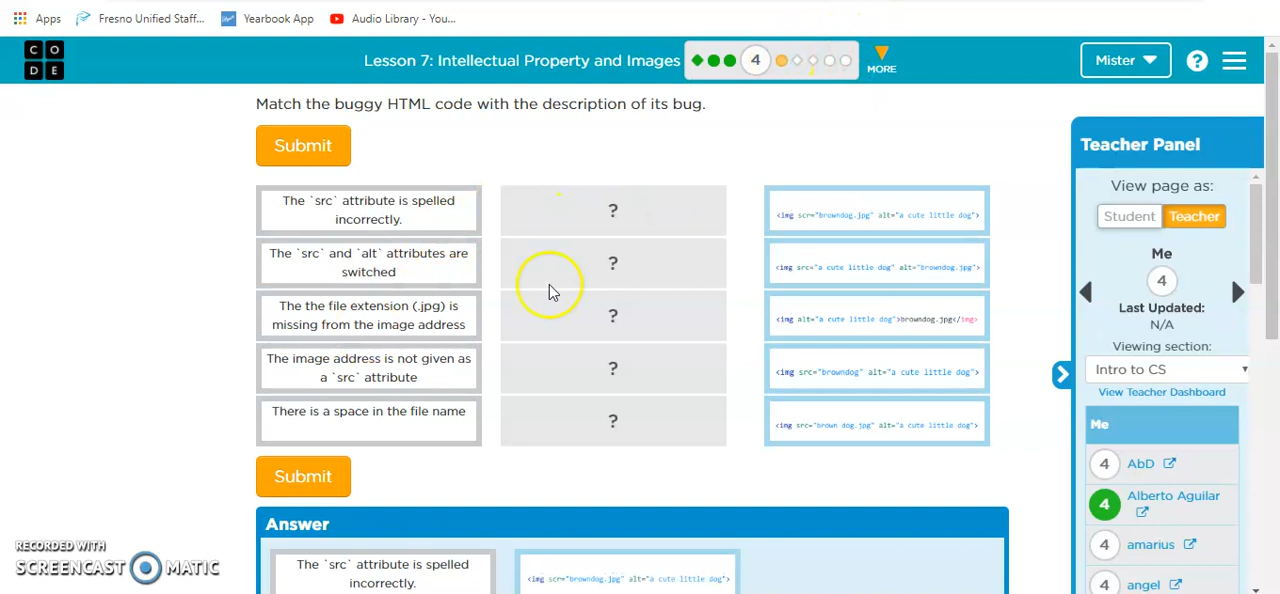 Apps
Fresno Unified Staff...
Yearbook App
Audio Library - You...
CO
DE
Lesson 7: Intellectual Property and Images
4
MORE
Mister
?
Match the buggy HTML code with the description of its bug.
Submit
The `src` attribute is spelled
incorrectly.
?
<img scr="browndog.jpg" alt="a cute little dog">
The `src` and `alt` attributes are
switched
?
<img src="a cute little dog" alt="browndog.jpg">
The the file extension (.jpg) is
missing from the image address
?
<img alt="a cute little dog">browndog.jpg</img>
The image address is not given as
a `src` attribute
?
<img src="browndog" alt="a cute little dog">
There is a space in the file name
?
<img src="brown dog.jpg" alt="a cute little dog">
Submit
Answer
The `src` attribute is spelled
incorrectly.
<img scr="browndog.jpg" alt="a cute little dog">
Teacher Panel
View page as:
Student
Teacher
Me
4
Last Updated:
N/A
Viewing section:
Intro to CS
View Teacher Dashboard
Me
4
AbD
4
Alberto Aguilar
4
amarius
4
angel
RECORDED WITH
SCREENCAST MATIC